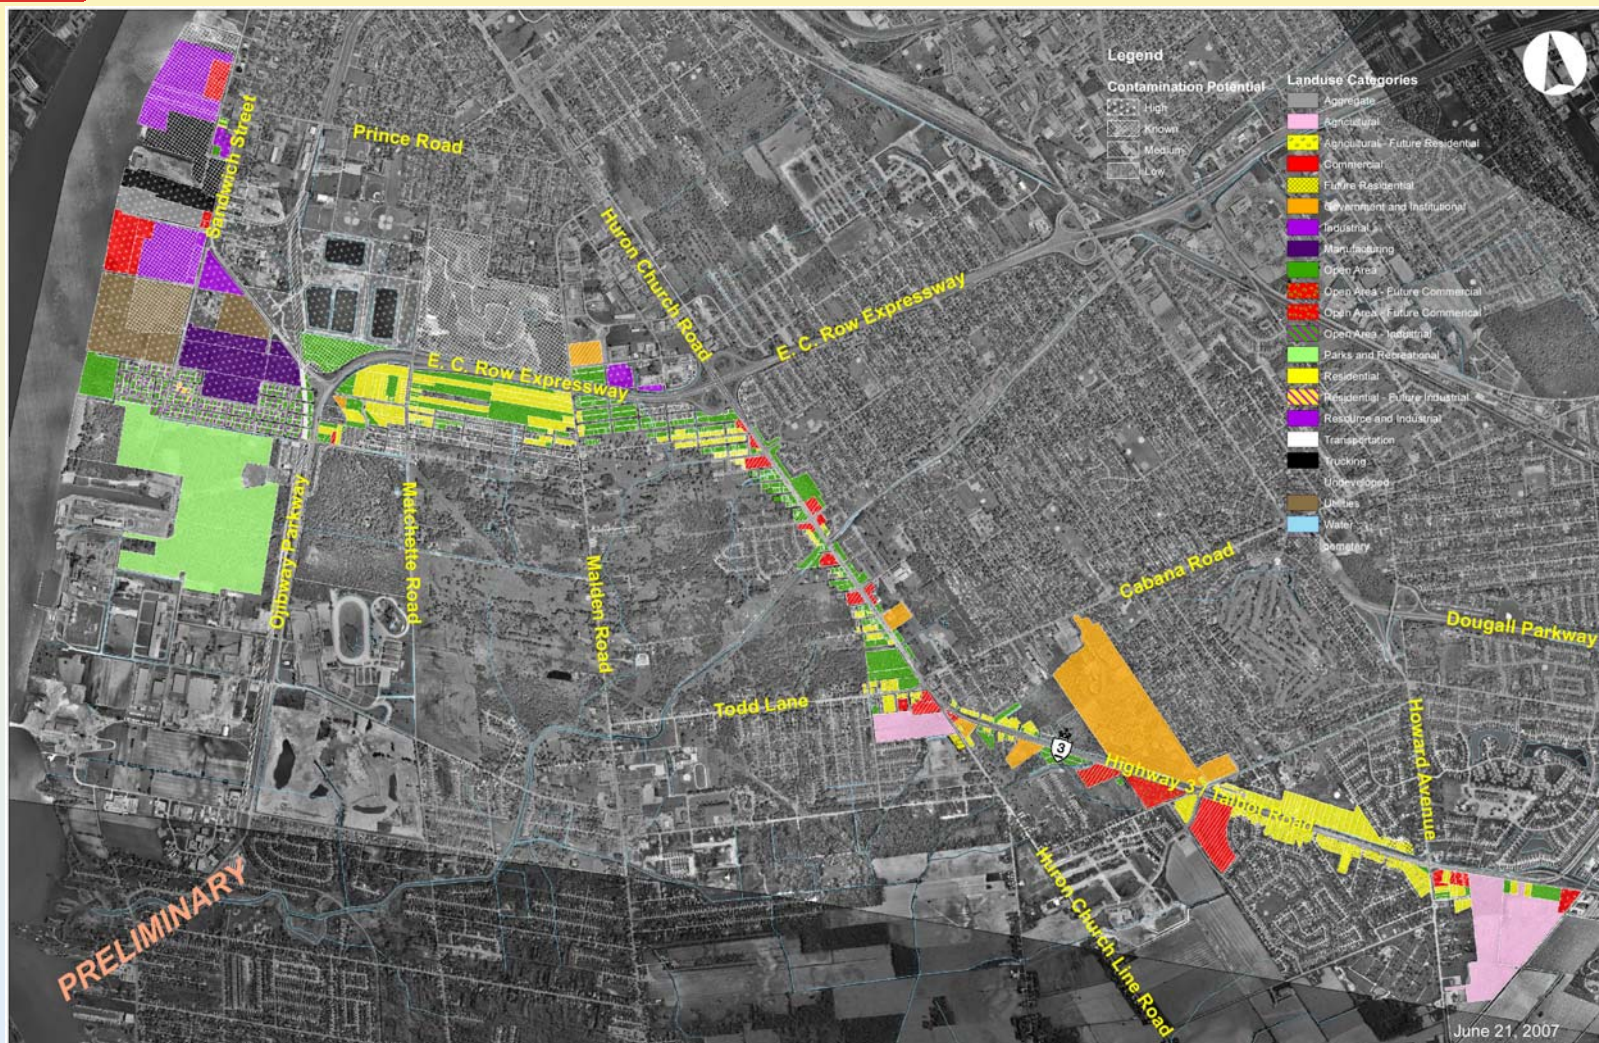 Legend
Contamination Potential
High
Known
Medium
Low
Landuse Categories
Aggregate
Agricultural
Agricultural - Future Residential
Commercial
Future Residential
Government and Institutional
Industrial
Manufacturing
Open Area
Open Area - Future Commercial
Open Area - Future Commerical
Open Area - Industrial
Parks and Recreational
Residential
Residential - Future Industrial
Resource and Industrial
Transportation
Trucking
Undeveloped
Utilities
Water
cemetery
Prince Road
Sandwich Street
Huron Church Road
E. C. Row Expressway
E. C. Row Expressway
Ojibway Parkway
Matchette Road
Malden Road
Cabana Road
Dougall Parkway
Todd Lane
3
Highway 3 / Talbot Road
Howard Avenue
Huron Church Line Road
PRELIMINARY
June 21, 2007